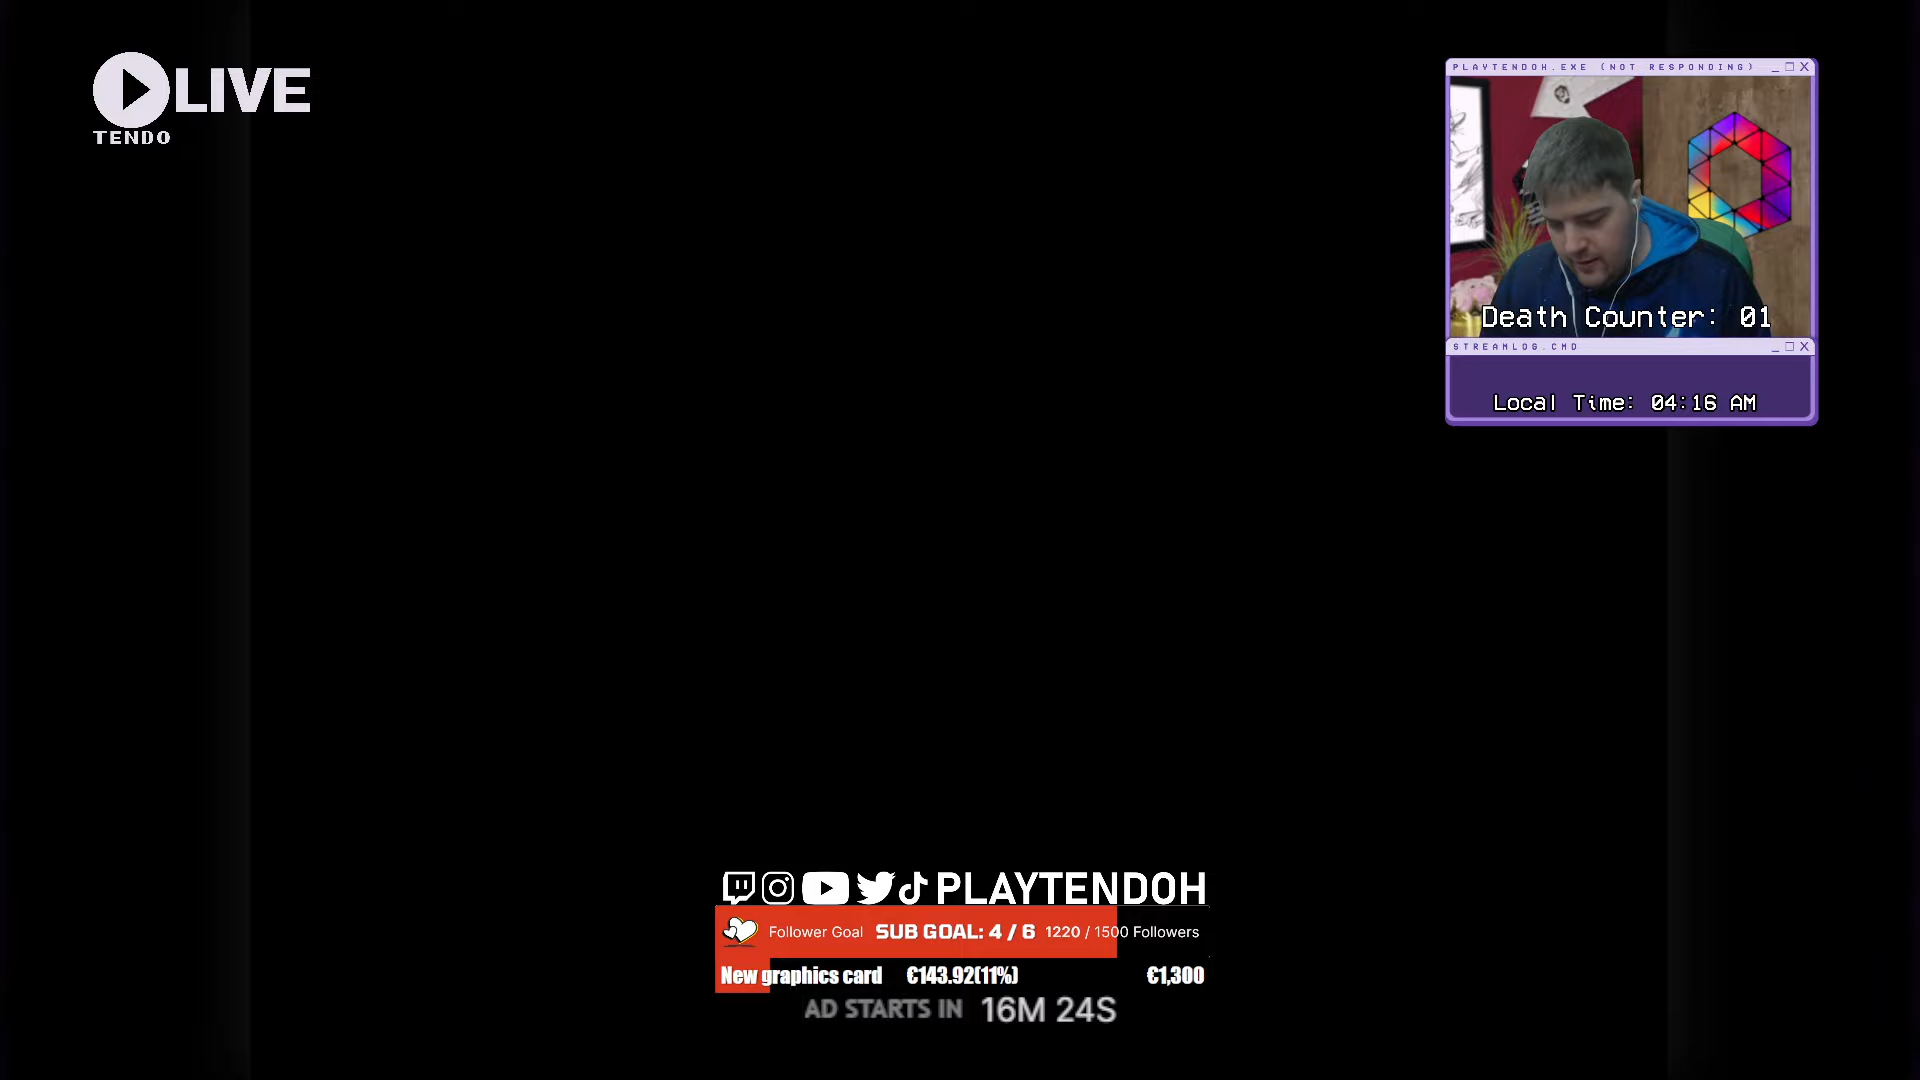 LIVE
TENDO
PLAYTENDOH.EXE (NOT RESPONDING)
Death Counter: 01
STREAMLOG.CMD
Local Time: 04:16 AM
PLAYTENDOH
Follower Goal SUB GOAL: 4 / 6 1220 / 1500 Followers
New graphics card €143.92(11%) €1,300
AD STARTS IN 16M 24S